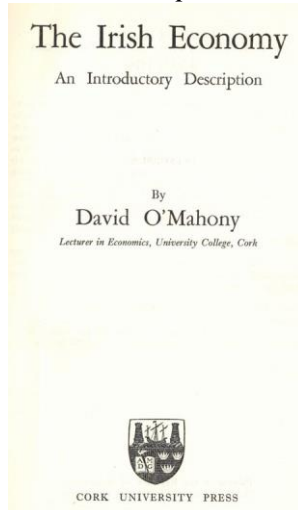 The Irish Economy
An Introductory Description
By
David O'Mahony
Lecturer in Economics, University College, Cork
CORK UNIVERSITY PRESS